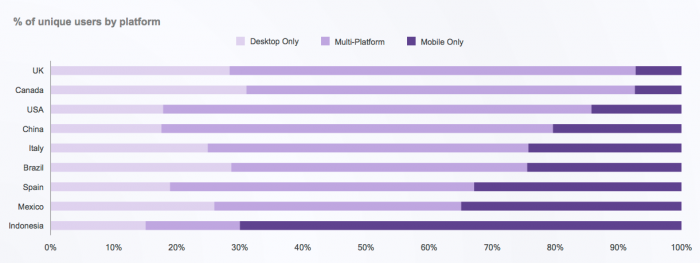 % of unique users by platform
Desktop Only Multi-Platform Mobile Only
UK
Canada
USA
China
Italy
Brazil
Spain
Mexico
Indonesia
0% 10% 20% 30% 40% 50% 60% 70% 80% 90% 100%